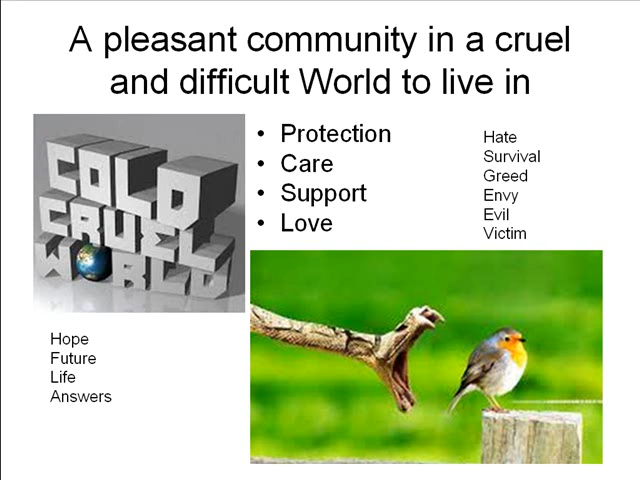 A pleasant community in a cruel
and difficult World to live in
COLD
CRUEL
WORLD
• Protection
• Care
• Support
• Love
Hate
Survival
Greed
Envy
Evil
Victim
Hope
Future
Life
Answers